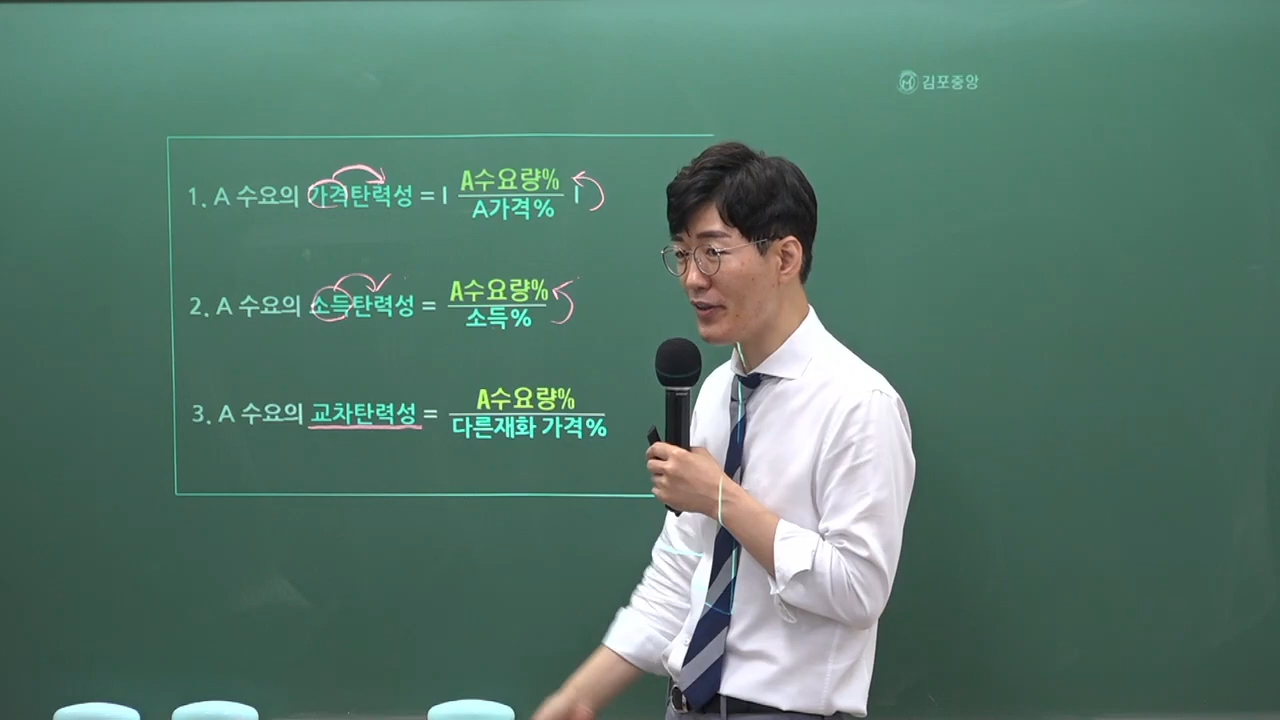 김포중앙
1. A 수요의 가격탄력성 = | A수요량% |
A가격%
2. A 수요의 소득탄력성 = A수요량%
소득%
3. A 수요의 교차탄력성 = A수요량%
다른재화 가격%